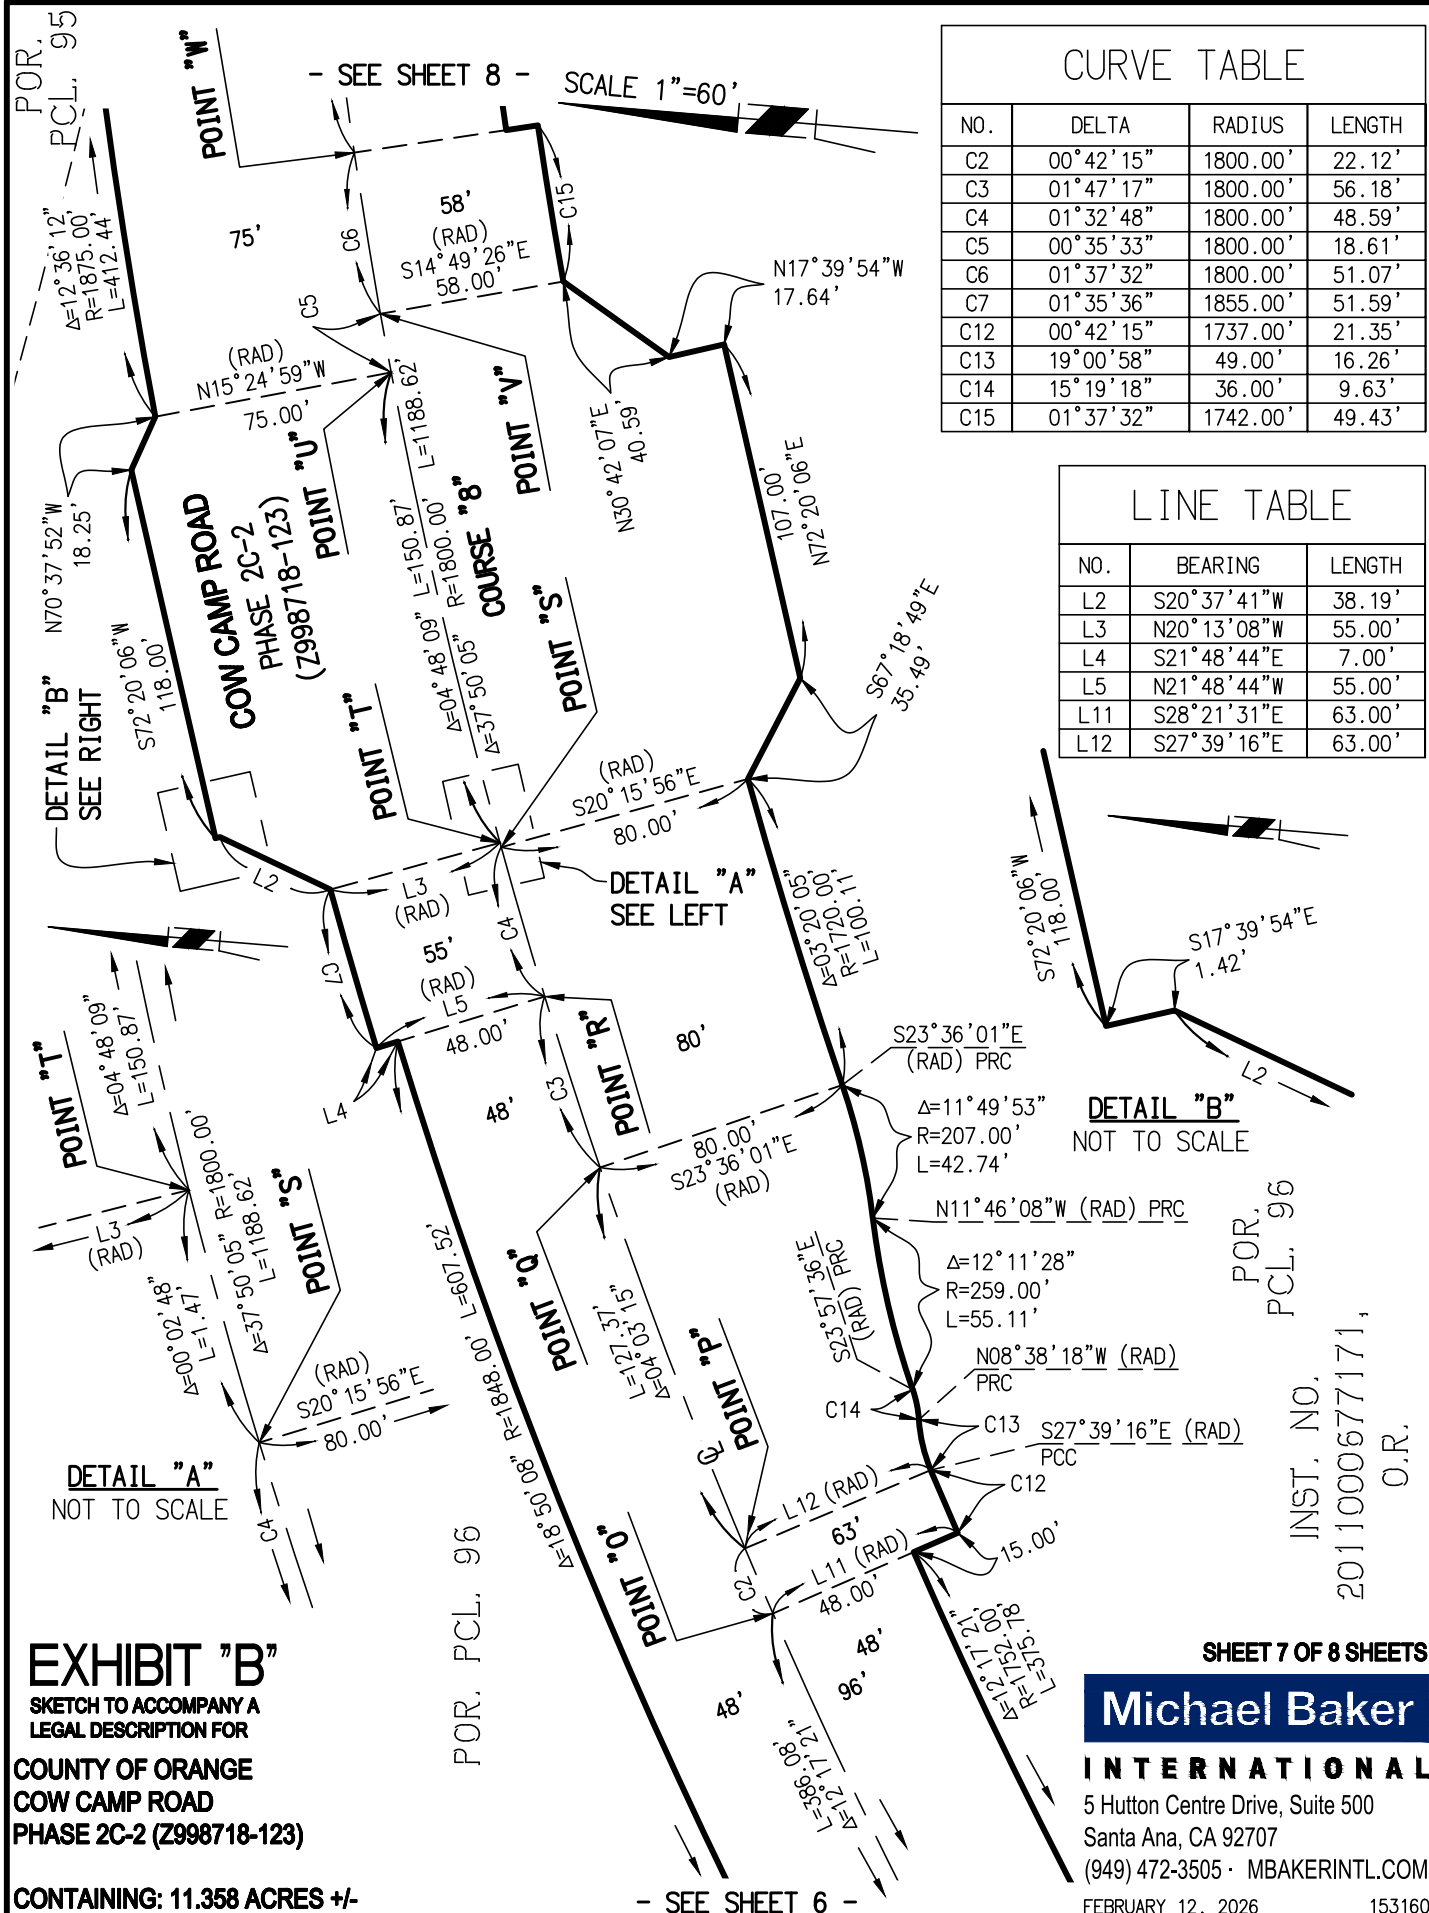 POR.
PCL. 95
POINT "W"
- SEE SHEET 8 -
SCALE 1"=60'
CURVE TABLE
NO. DELTA RADIUS LENGTH
C2 00°42'15" 1800.00' 22.12'
C3 01°47'17" 1800.00' 56.18'
C4 01°32'48" 1800.00' 48.59'
C5 00°35'33" 1800.00' 18.61'
C6 01°37'32" 1800.00' 51.07'
C7 01°35'36" 1855.00' 51.59'
C12 00°42'15" 1737.00' 21.35'
C13 19°00'58" 49.00' 16.26'
C14 15°19'18" 36.00' 9.63'
C15 01°37'32" 1742.00' 49.43'
LINE TABLE
NO. BEARING LENGTH
L2 S20°37'41"W 38.19'
L3 N20°13'08"W 55.00'
L4 S21°48'44"E 7.00'
L5 N21°48'44"W 55.00'
L11 S28°21'31"E 63.00'
L12 S27°39'16"E 63.00'
Δ=12°36'12"
R=1875.00'
L=412.44'
75'
C6
58'
(RAD)
S14°49'26"E
58.00'
C15
N17°39'54"W
17.64'
C5
(RAD)
N15°24'59"W
75.00'
POINT "U"
POINT "V"
N30°42'07"E
40.59'
107.00'
N72°20'06"E
N70°37'52"W
18.25'
COW CAMP ROAD
PHASE 2C-2
(Z998718-123)
L=150.87'
L=1188.62'
Δ=04°48'09"
R=1800.00'
Δ=37°50'05"
COURSE "8"
S72°20'06"W
118.00'
DETAIL "B"
SEE RIGHT
POINT "T"
POINT "S"
S67°18'49"E
35.49'
(RAD)
S20°15'56"E
80.00'
DETAIL "A"
SEE LEFT
L2
L3
(RAD)
C4
L3
55'
(RAD)
L5
48.00'
L4
48'
C3
POINT "R"
80'
Δ=03°20'05"
R=1720.00'
L=100.11'
S23°36'01"E
(RAD) PRC
Δ=11°49'53"
R=207.00'
L=42.74'
80.00'
S23°36'01"E
(RAD)
N11°46'08"W (RAD) PRC
S23°57'36"E
(RAD) PRC
Δ=12°11'28"
R=259.00'
L=55.11'
N08°38'18"W (RAD)
PRC
C14
C13
S27°39'16"E (RAD)
PCC
C12
15.00'
L12 (RAD)
63'
L11 (RAD)
48.00'
C2
POINT "Q"
L=127.37'
Δ=04°03'15"
POINT "P"
POINT "O"
Δ=18°50'08" R=1848.00' L=607.52'
48'
48'
96'
L=386.08'
Δ=12°17'21"
Δ=12°17'21"
R=1752.00'
L=375.78'
S72°20'06"W
118.00'
S17°39'54"E
1.42'
L2
DETAIL "B"
NOT TO SCALE
POINT "T"
Δ=04°48'09"
L=150.87'
R=1800.00'
L=1188.62'
Δ=37°50'05"
POINT "S"
L3
(RAD)
Δ=00°02'48"
L=1.47'
(RAD)
S20°15'56"E
80.00'
C4
DETAIL "A"
NOT TO SCALE
POR. PCL. 96
POR.
PCL. 96
INST. NO.
2011000677171,
O.R.
EXHIBIT "B"
SKETCH TO ACCOMPANY A
LEGAL DESCRIPTION FOR
COUNTY OF ORANGE
COW CAMP ROAD
PHASE 2C-2 (Z998718-123)
CONTAINING: 11.358 ACRES +/-
- SEE SHEET 6 -
SHEET 7 OF 8 SHEETS
Michael Baker
INTERNATIONAL
5 Hutton Centre Drive, Suite 500
Santa Ana, CA 92707
(949) 472-3505 · MBAKERINTL.COM
FEBRUARY 12, 2026 153160